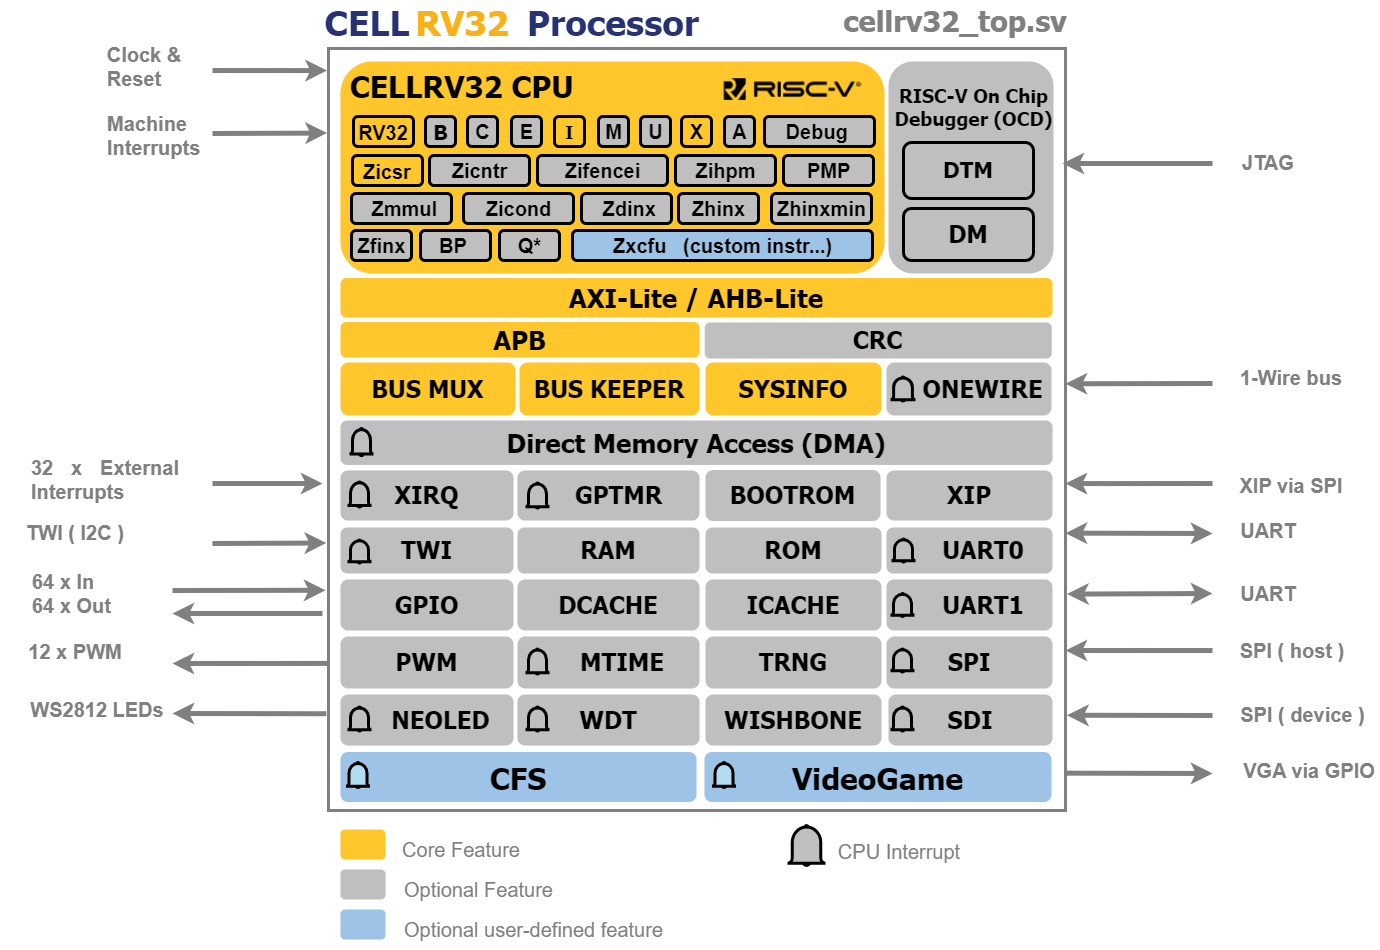 CELL RV32 Processor
cellrv32_top.sv
Clock &
Reset
Machine
Interrupts
CELLRV32 CPU
RISC-V®
RV32 B C E I M U X A Debug
Zicsr Zicntr Zifencei Zihpm PMP
Zmmul Zicond Zdinx Zhinx Zhinxmin
Zfinx BP Q* Zxcfu (custom instr...)
RISC-V On Chip
Debugger (OCD)
DTM
DM
JTAG
AXI-Lite / AHB-Lite
APB CRC
BUS MUX BUS KEEPER SYSINFO ONEWIRE
1-Wire bus
Direct Memory Access (DMA)
32 x External
Interrupts
XIRQ GPTMR BOOTROM XIP
XIP via SPI
TWI ( I2C )
TWI RAM ROM UART0
UART
64 x In
64 x Out
GPIO DCACHE ICACHE UART1
UART
12 x PWM
PWM MTIME TRNG SPI
SPI ( host )
WS2812 LEDs
NEOLED WDT WISHBONE SDI
SPI ( device )
CFS VideoGame
VGA via GPIO
Core Feature
CPU Interrupt
Optional Feature
Optional user-defined feature